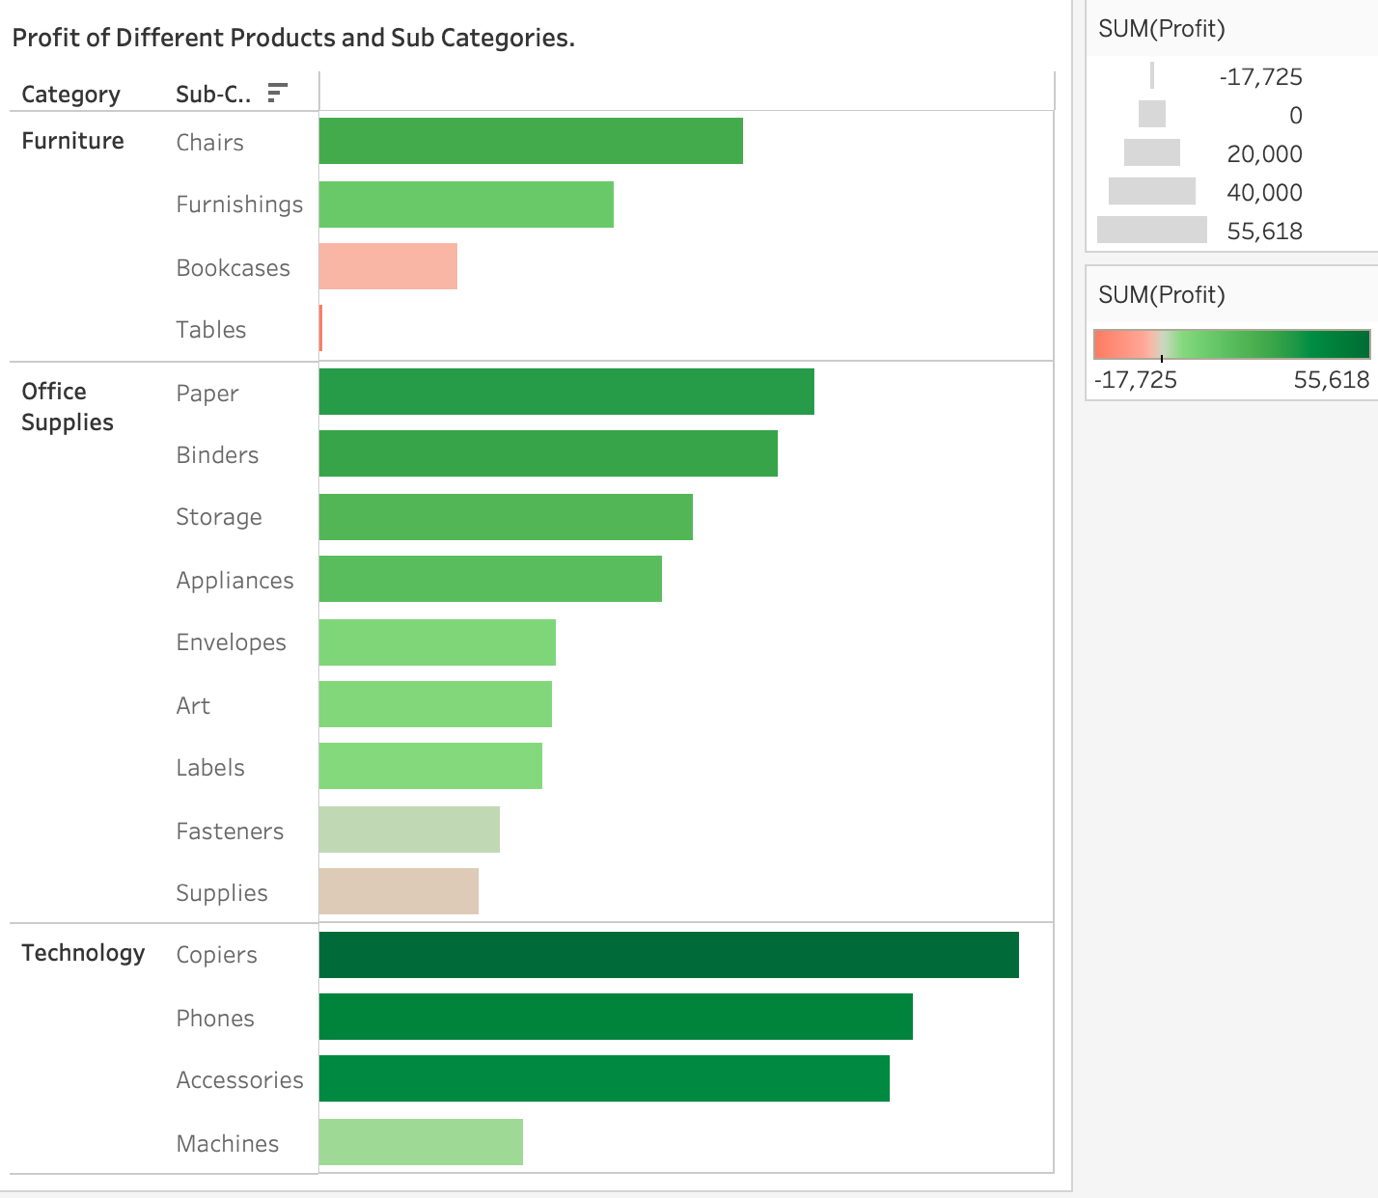 Profit of Different Products and Sub Categories.
Category Sub-C..
Furniture Chairs
Furnishings
Bookcases
Tables
Office
Supplies
Paper
Binders
Storage
Appliances
Envelopes
Art
Labels
Fasteners
Supplies
Technology Copiers
Phones
Accessories
Machines
SUM(Profit)
-17,725
0
20,000
40,000
55,618
SUM(Profit)
-17,725 55,618